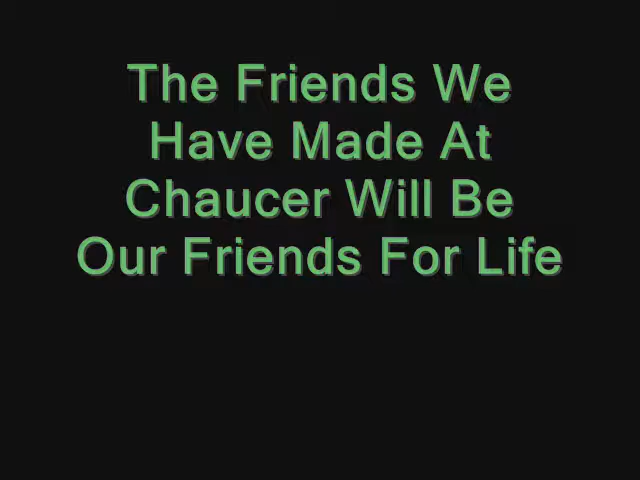 The Friends We
Have Made At
Chaucer Will Be
Our Friends For Life